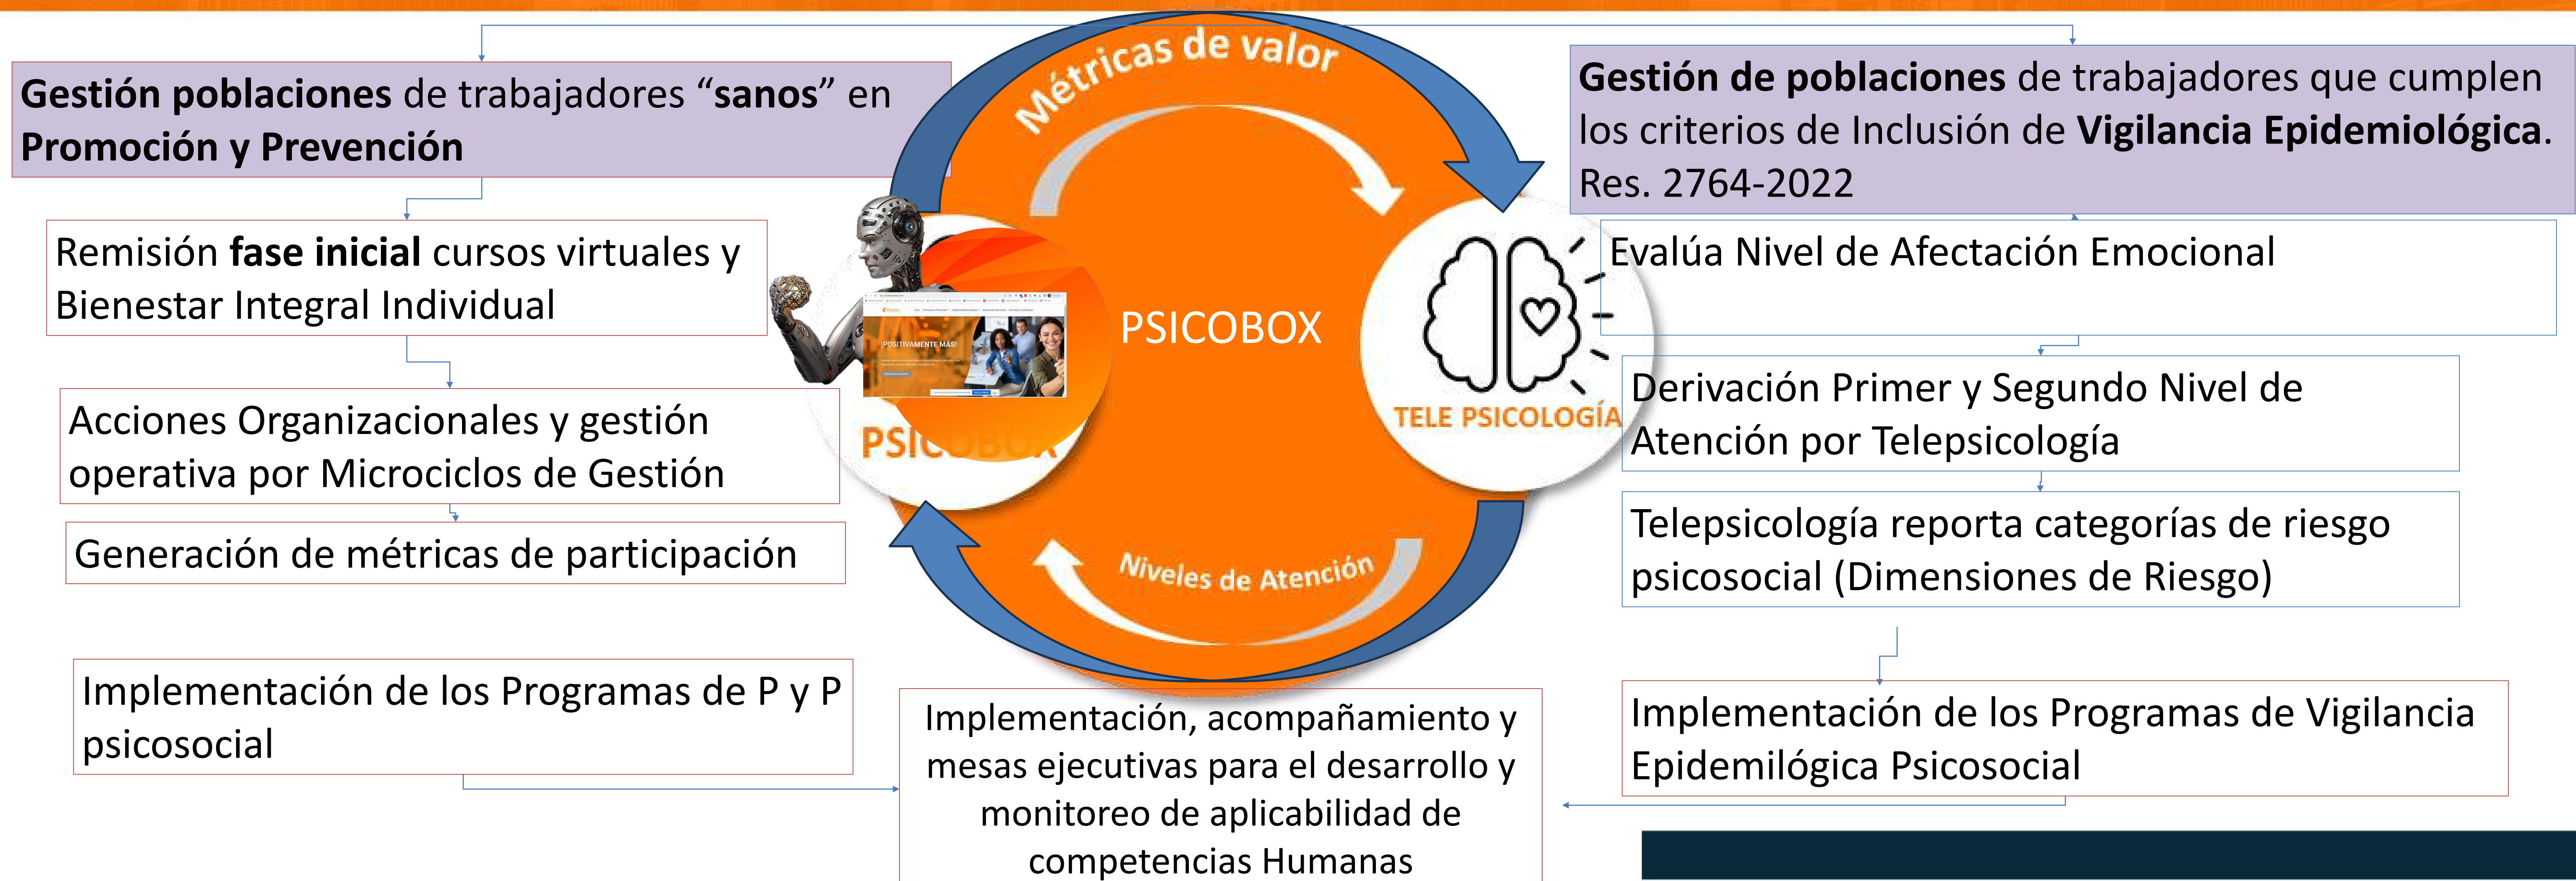 Gestión poblaciones de trabajadores “sanos” en
Promoción y Prevención
Remisión fase inicial cursos virtuales y
Bienestar Integral Individual
Acciones Organizacionales y gestión
operativa por Microciclos de Gestión
Generación de métricas de participación
Implementación de los Programas de P y P
psicosocial
Métricas de valor
PSICOBOX
¡POSITIVAMENTE MÁS!
PSICOBOX
TELE PSICOLOGÍA
Niveles de Atención
Implementación, acompañamiento y
mesas ejecutivas para el desarrollo y
monitoreo de aplicabilidad de
competencias Humanas
Gestión de poblaciones de trabajadores que cumplen
los criterios de Inclusión de Vigilancia Epidemiológica.
Res. 2764-2022
Evalúa Nivel de Afectación Emocional
Derivación Primer y Segundo Nivel de
Atención por Telepsicología
Telepsicología reporta categorías de riesgo
psicosocial (Dimensiones de Riesgo)
Implementación de los Programas de Vigilancia
Epidemilógica Psicosocial